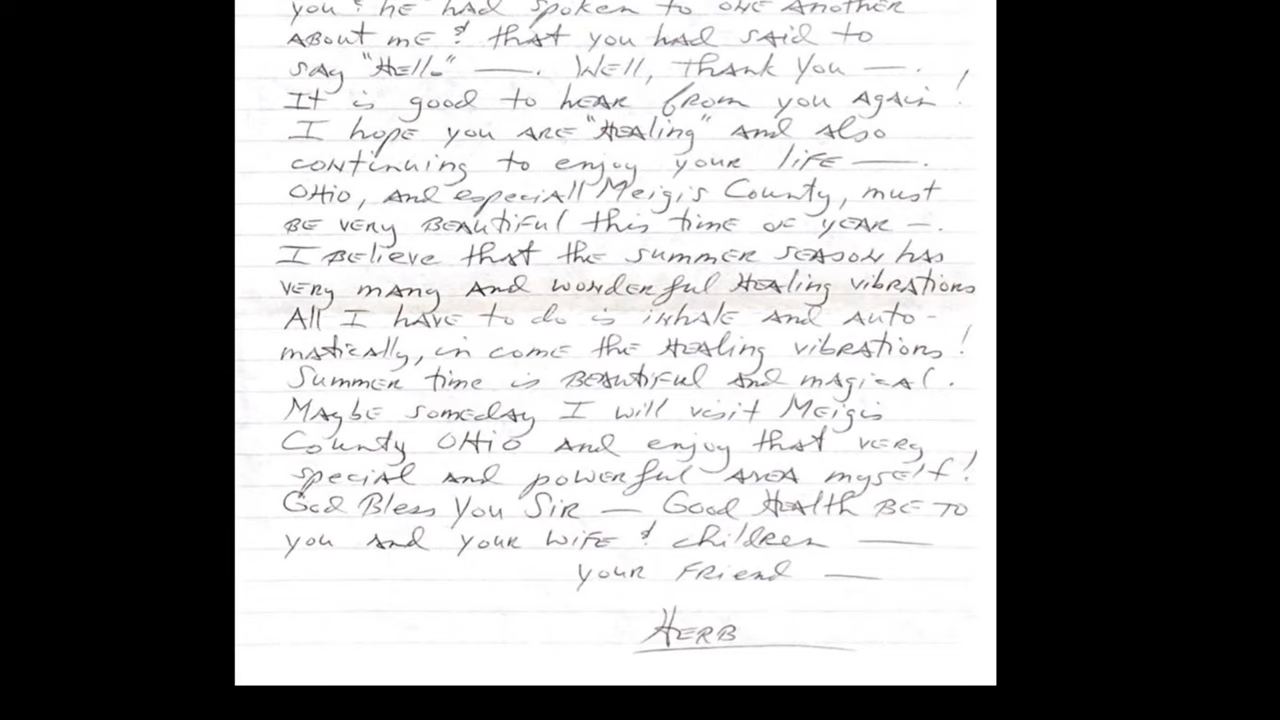 you & he had spoken to one another
About me & that you had said to
say "Hello" —. Well, thank you —.
It is good to hear from you again!
I hope you are "Healing" and also
continuing to enjoy your life —.
Ohio, and especiall Meigis County, must
be very beautiful this time of year —.
I believe that the summer season has
very many and wonderful Healing vibrations
All I have to do is inhale and auto-
matically, in come the Healing vibrations!
Summer time is beautiful and magical.
Maybe someday I will visit Meigis
County Ohio and enjoy that very
special and powerful area myself!
God Bless You Sir — Good Health be to
you and your wife & children —
your Friend —
Herb